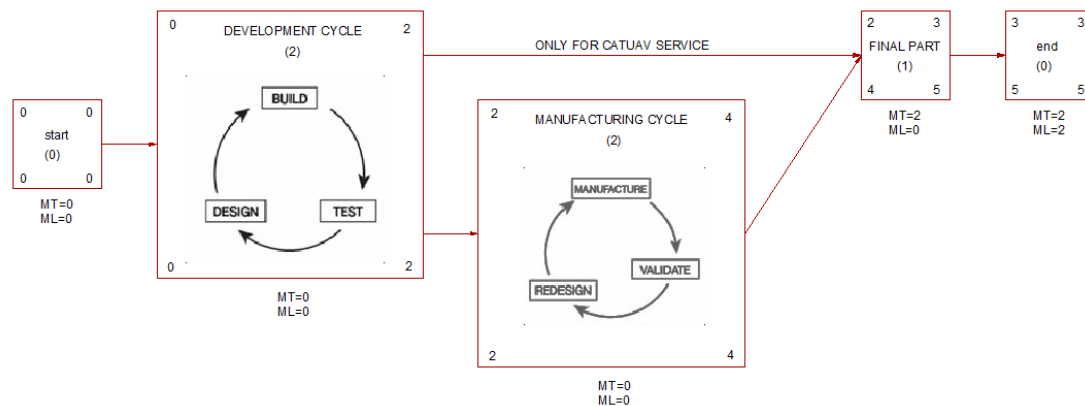 0 0
start
(0)
0 0
MT=0
ML=0
0 2
DEVELOPMENT CYCLE
(2)
BUILD
DESIGN
TEST
0 2
MT=0
ML=0
ONLY FOR CATUAV SERVICE
2 4
MANUFACTURING CYCLE
(2)
MANUFACTURE
VALIDATE
REDESIGN
2 4
MT=0
ML=0
2 3
FINAL PART
(1)
4 5
MT=2
ML=0
3 3
end
(0)
5 5
MT=2
ML=2